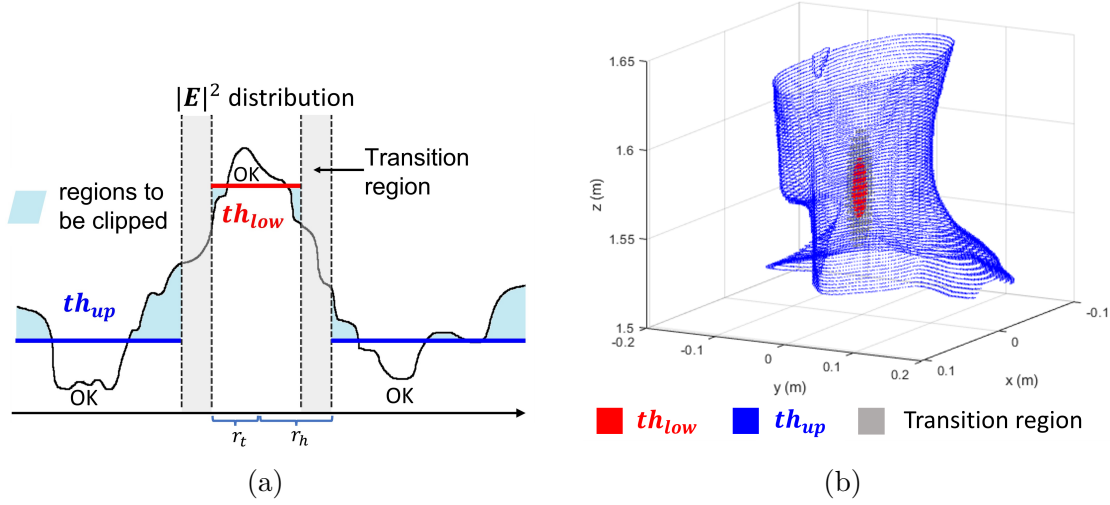 |E|² distribution
OK
Transition
region
regions to
be clipped
th_low
th_up
OK
OK
r_t
r_h
(a)
1.65
1.6
1.55
1.5
z (m)
-0.2
-0.1
0
0.1
0.2
y (m)
0.1
0
-0.1
x (m)
th_low
th_up
Transition region
(b)